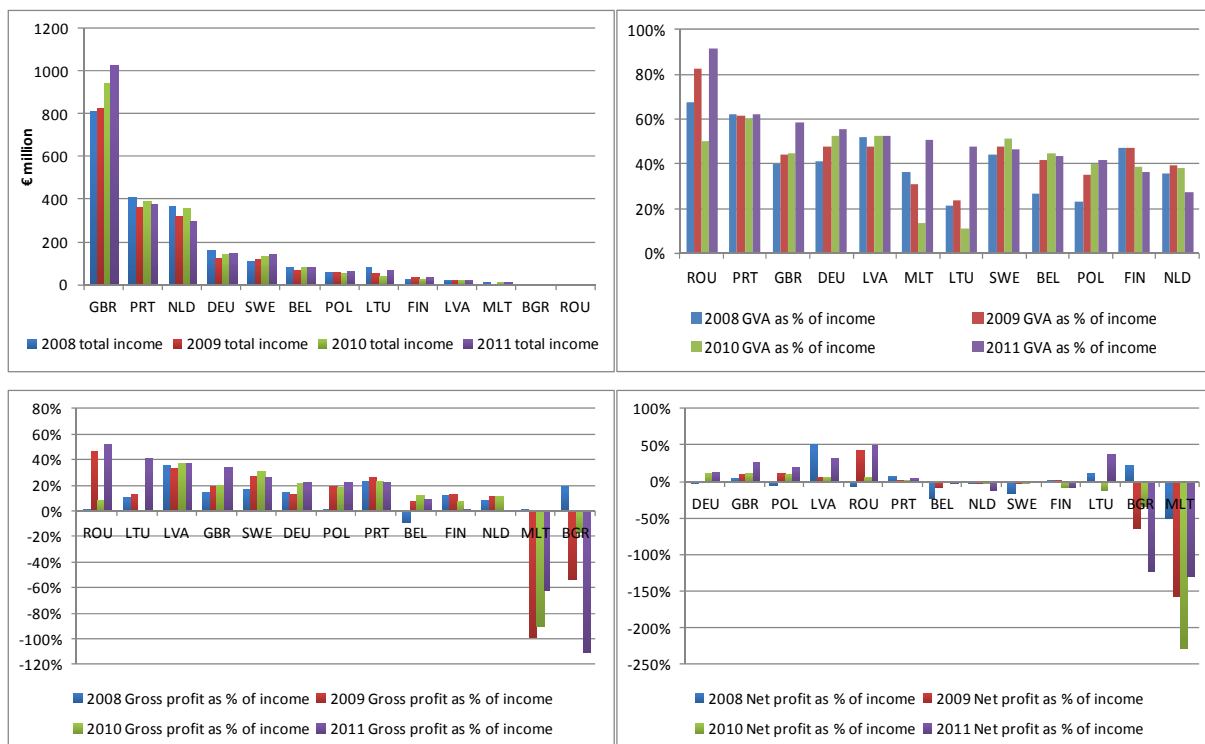 1200
1000
800
600
400
200
0
€ million
GBR PRT NLD DEU SWE BEL POL LTU FIN LVA MLT BGR ROU
2008 total income 2009 total income 2010 total income 2011 total income
100%
80%
60%
40%
20%
0%
ROU PRT GBR DEU LVA MLT LTU SWE BEL POL FIN NLD
2008 GVA as % of income 2009 GVA as % of income
2010 GVA as % of income 2011 GVA as % of income
80%
60%
40%
20%
0%
-20%
-40%
-60%
-80%
-100%
-120%
ROU LTU LVA GBR SWE DEU POL PRT BEL FIN NLD MLT BGR
2008 Gross profit as % of income 2009 Gross profit as % of income
2010 Gross profit as % of income 2011 Gross profit as % of income
100%
50%
0%
-50%
-100%
-150%
-200%
-250%
DEU GBR POL LVA ROU PRT BEL NLD SWE FIN LTU BGR MLT
2008 Net profit as % of income 2009 Net profit as % of income
2010 Net profit as % of income 2011 Net profit as % of income